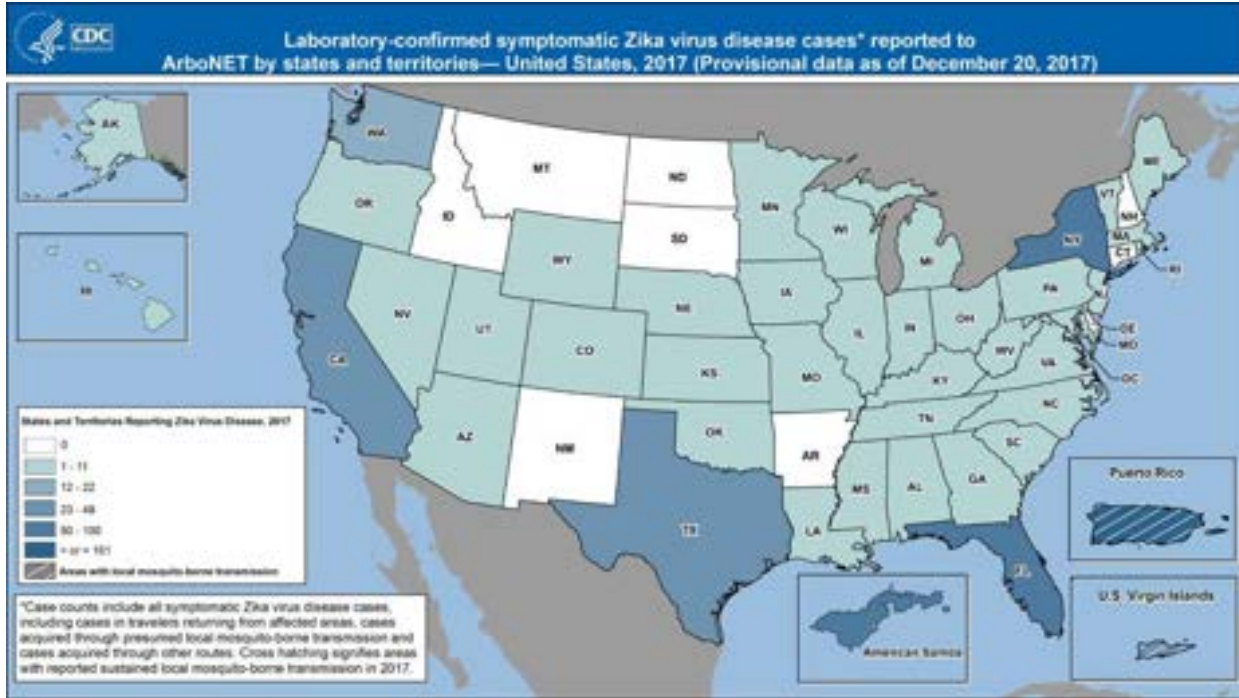 CDC
Laboratory-confirmed symptomatic Zika virus disease cases* reported to
ArboNET by states and territories— United States, 2017 (Provisional data as of December 20, 2017)
AK
HI
WA
OR
CA
NV
ID
MT
WY
UT
CO
AZ
NM
ND
SD
NE
KS
OK
TX
MN
IA
MO
AR
LA
WI
IL
MI
IN
OH
KY
TN
MS
AL
GA
FL
SC
NC
VA
WV
PA
NY
VT
NH
ME
MA
CT
RI
NJ
DE
MD
DC
States and Territories Reporting Zika Virus Disease, 2017
0
1 - 11
12 - 22
23 - 49
50 - 100
Areas with local mosquito-borne transmission
*Case counts include all symptomatic Zika virus disease cases,
including cases in travelers returning from affected areas, cases
acquired through presumed local mosquito-borne transmission and
cases acquired through other routes. Cross hatching signifies areas
with reported sustained local mosquito-borne transmission in 2017.
American Samoa
Puerto Rico
U.S. Virgin Islands